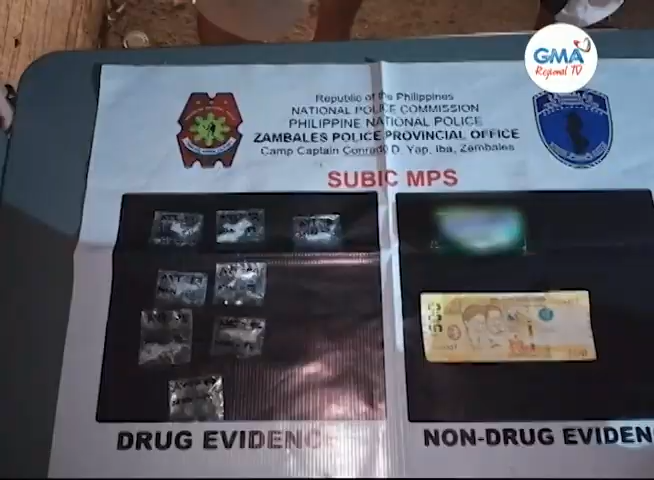 GMA
Regional TV
Republic of the Philippines
NATIONAL POLICE COMMISSION
PHILIPPINE NATIONAL POLICE
ZAMBALES POLICE PROVINCIAL OFFICE
Camp Captain Conrado D. Yap, Iba, Zambales
SUBIC MPS
500
DRUG EVIDENCE
NON-DRUG EVIDEN